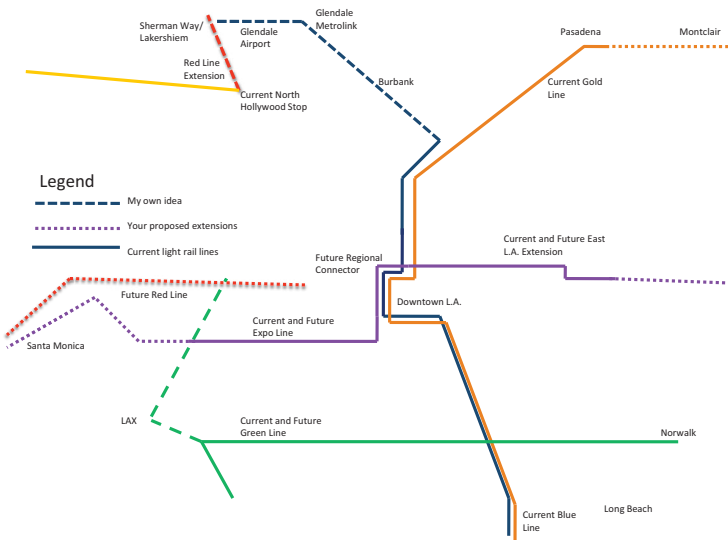 Glendale
Metrolink
Sherman Way/
Lakershiem
Glendale
Airport
Pasadena
Montclair
Red Line
Extension
Burbank
Current Gold
Line
Current North
Hollywood Stop
Legend
My own idea
Your proposed extensions
Current light rail lines
Current and Future East
L.A. Extension
Future Regional
Connector
Future Red Line
Downtown L.A.
Current and Future
Expo Line
Santa Monica
LAX
Current and Future
Green Line
Norwalk
Current Blue
Line
Long Beach